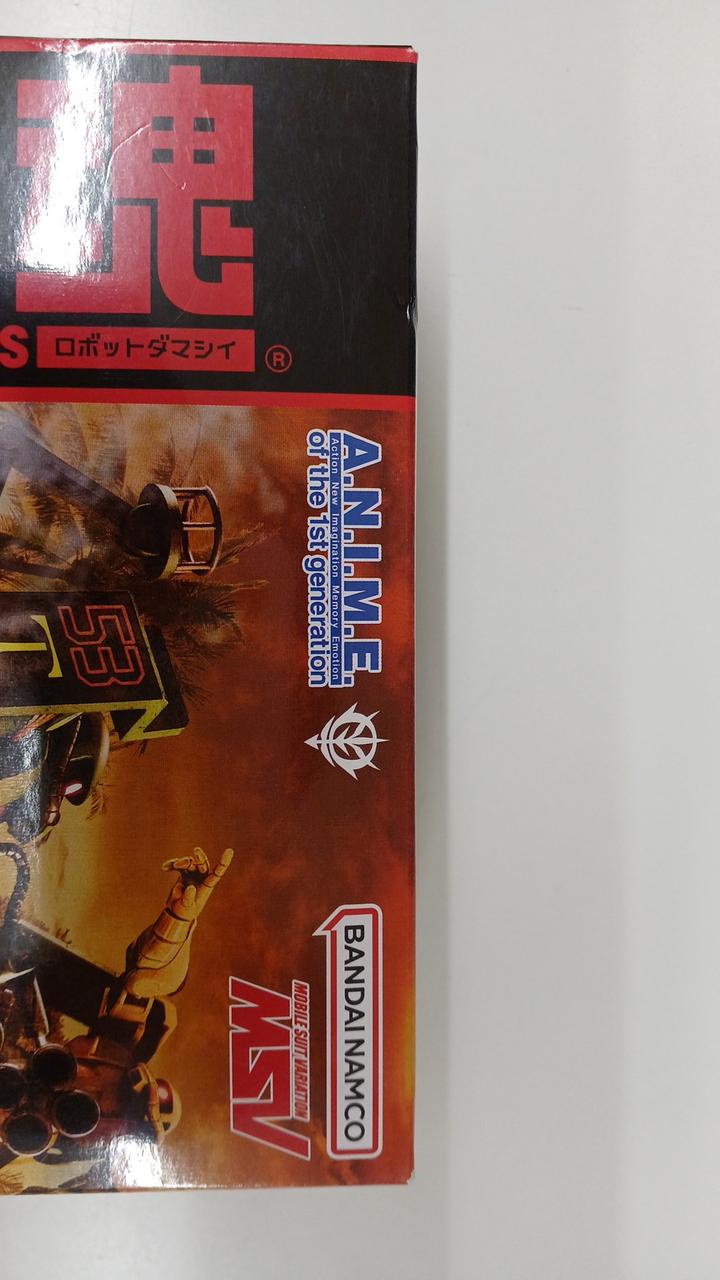 魂
S ロボットダマシイ ®
A.N.I.M.E.
Action New Imagination Memory Emotion
of the 1st generation
53
BANDAI NAMCO
MOBILE SUIT VARIATION
MSV